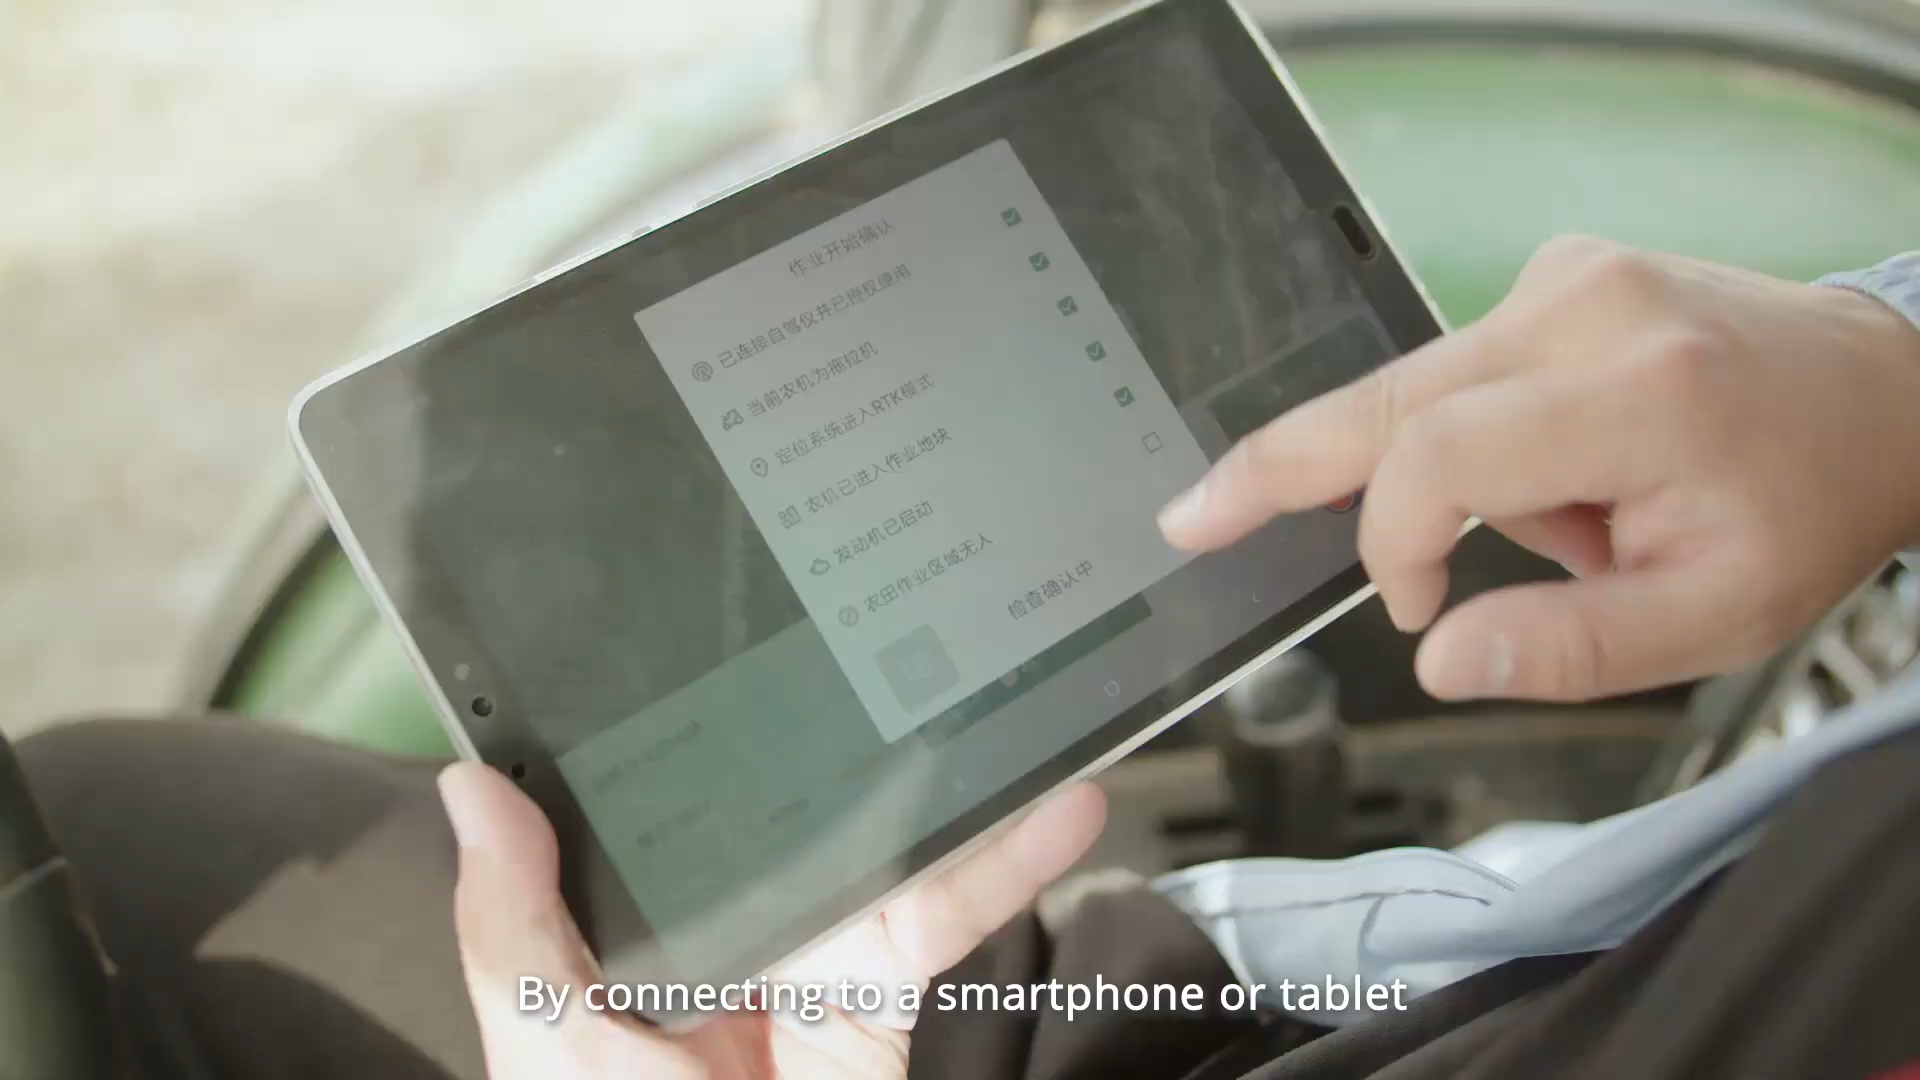 作业开始确认
已连接自驾仪并已授权使用
当前农机为拖拉机
定位系统进入RTK模式
农机已进入作业地块
发动机已启动
农田作业区域无人
检查确认中
By connecting to a smartphone or tablet